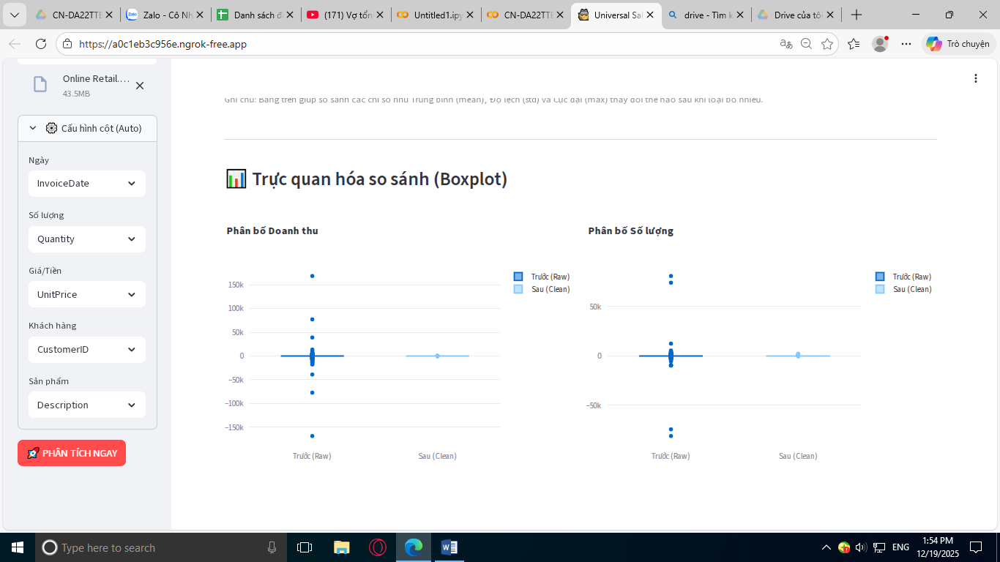 CN-DA22TTE
Zalo - Cô Nh
Danh sách đ
(171) Vợ tổn
Untitled1.ipy
CN-DA22TTE
Universal Sal
drive - Tìm k
Drive của tôi
https://a0c1eb3c956e.ngrok-free.app
Trò chuyện
Online Retail....
43.5MB
Cấu hình cột (Auto)
Ngày
InvoiceDate
Số lượng
Quantity
Giá/Tiền
UnitPrice
Khách hàng
CustomerID
Sản phẩm
Description
PHÂN TÍCH NGAY
Ghi chú: Bảng trên giúp so sánh các chỉ số như Trung bình (mean), Độ lệch (std) và Cực đại (max) thay đổi thế nào sau khi loại bỏ nhiễu.
Trực quan hóa so sánh (Boxplot)
Phân bố Doanh thu
150k
100k
50k
0
−50k
−100k
−150k
Trước (Raw)
Sau (Clean)
Trước (Raw)
Sau (Clean)
Phân bố Số lượng
50k
0
−50k
Trước (Raw)
Sau (Clean)
Trước (Raw)
Sau (Clean)
Type here to search
ENG
1:54 PM
12/19/2025